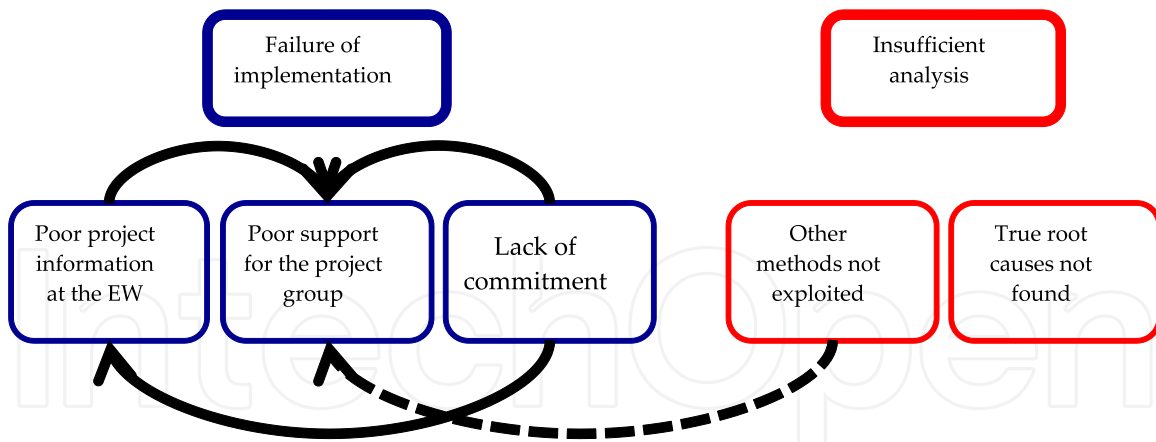 Failure of
implementation
Insufficient
analysis
Poor project
information
at the EW
Poor support
for the project
group
Lack of
commitment
Other
methods not
exploited
True root
causes not
found
IntechOpen